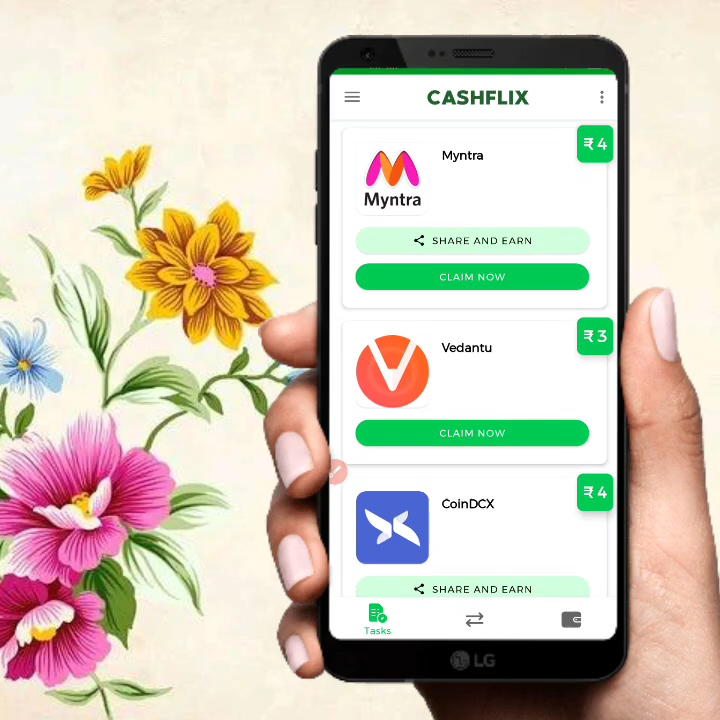 CASHFLIX
₹ 4
Myntra
Myntra
SHARE AND EARN
CLAIM NOW
₹ 3
Vedantu
CLAIM NOW
₹ 4
CoinDCX
SHARE AND EARN
Tasks
LG